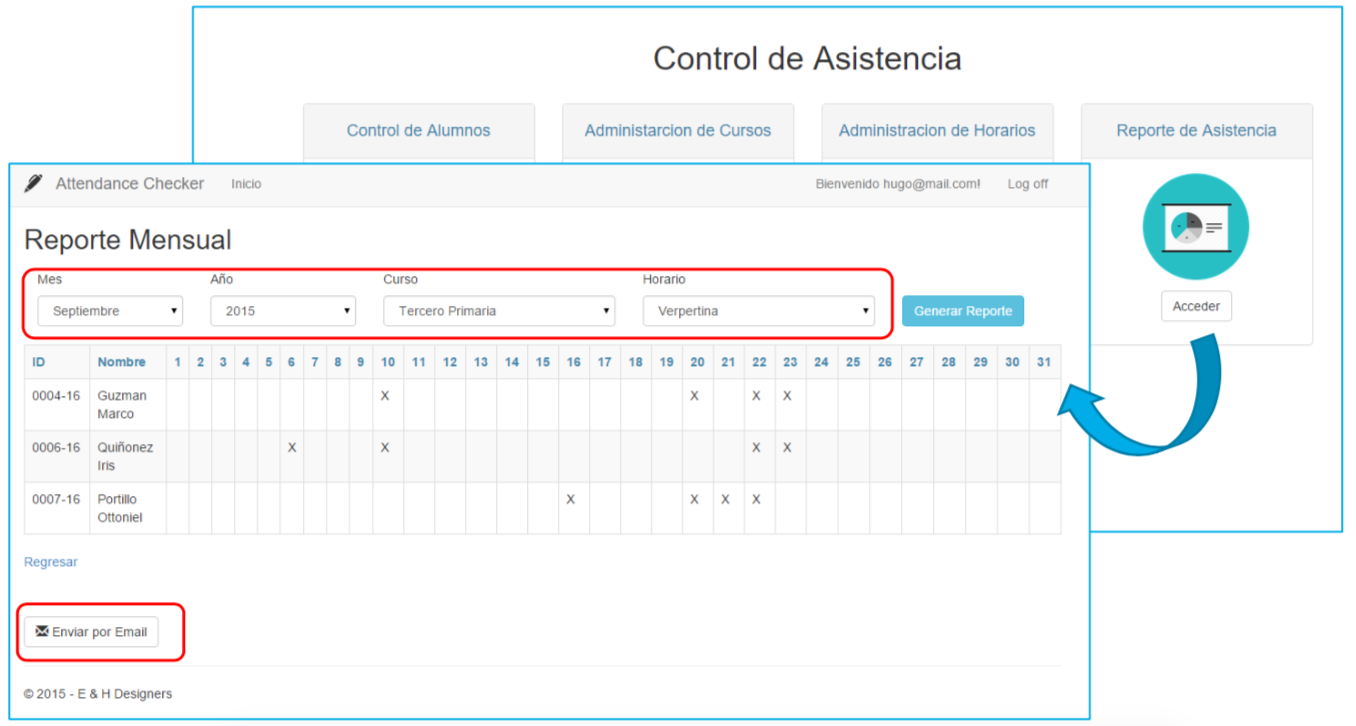 Control de Asistencia
Control de Alumnos
Administarcion de Cursos
Administracion de Horarios
Reporte de Asistencia
Acceder
Attendance Checker Inicio Bienvenido hugo@mail.com! Log off
Reporte Mensual
Mes Año Curso Horario
Septiembre 2015 Tercero Primaria Verpertina Generar Reporte
ID Nombre 1 2 3 4 5 6 7 8 9 10 11 12 13 14 15 16 17 18 19 20 21 22 23 24 25 26 27 28 29 30 31
0004-16 Guzman X X X X
Marco
0006-16 Quiñonez X X X X
Iris
0007-16 Portillo X X X X
Ottoniel
Regresar
Enviar por Email
© 2015 - E & H Designers